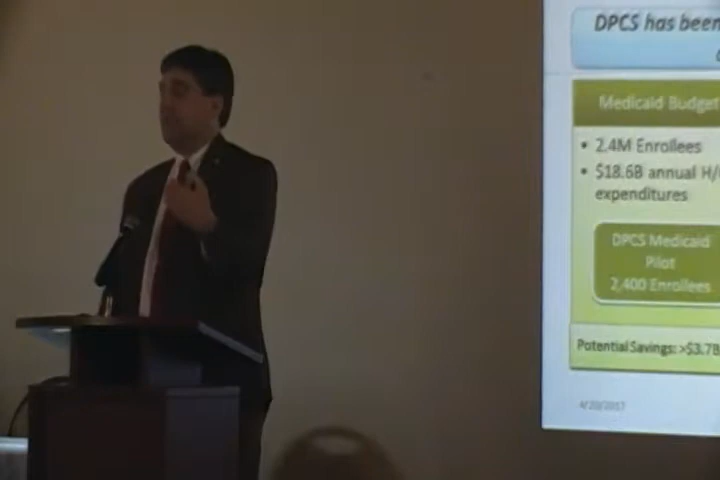 DPCS has been
Medicaid Budget
• 2.4M Enrollees
• $18.6B annual H/
expenditures
DPCS Medicaid
Pilot
2,400 Enrollees
Potential Savings: >$3.7B
4/20/2017